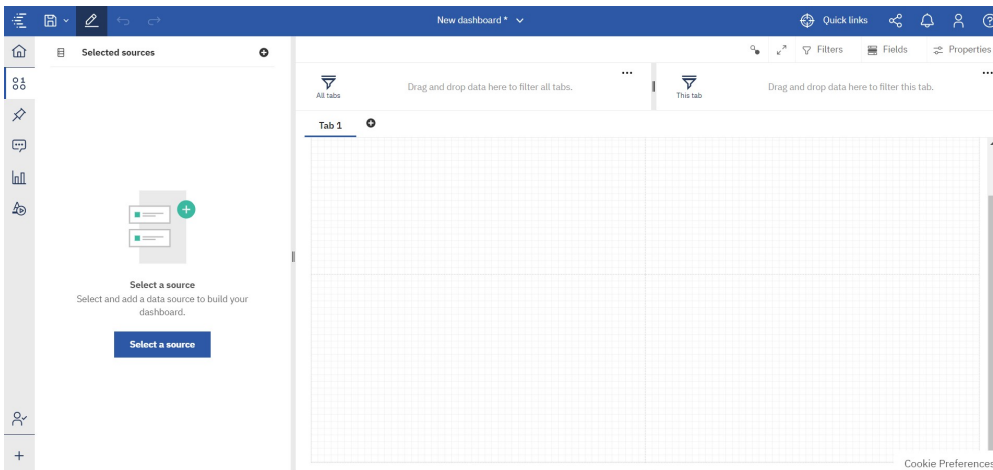 New dashboard *
Quick links
Selected sources
Filters
Fields
Properties
All tabs
Drag and drop data here to filter all tabs.
This tab
Drag and drop data here to filter this tab.
Tab 1
Select a source
Select and add a data source to build your
dashboard.
Select a source
Cookie Preferences